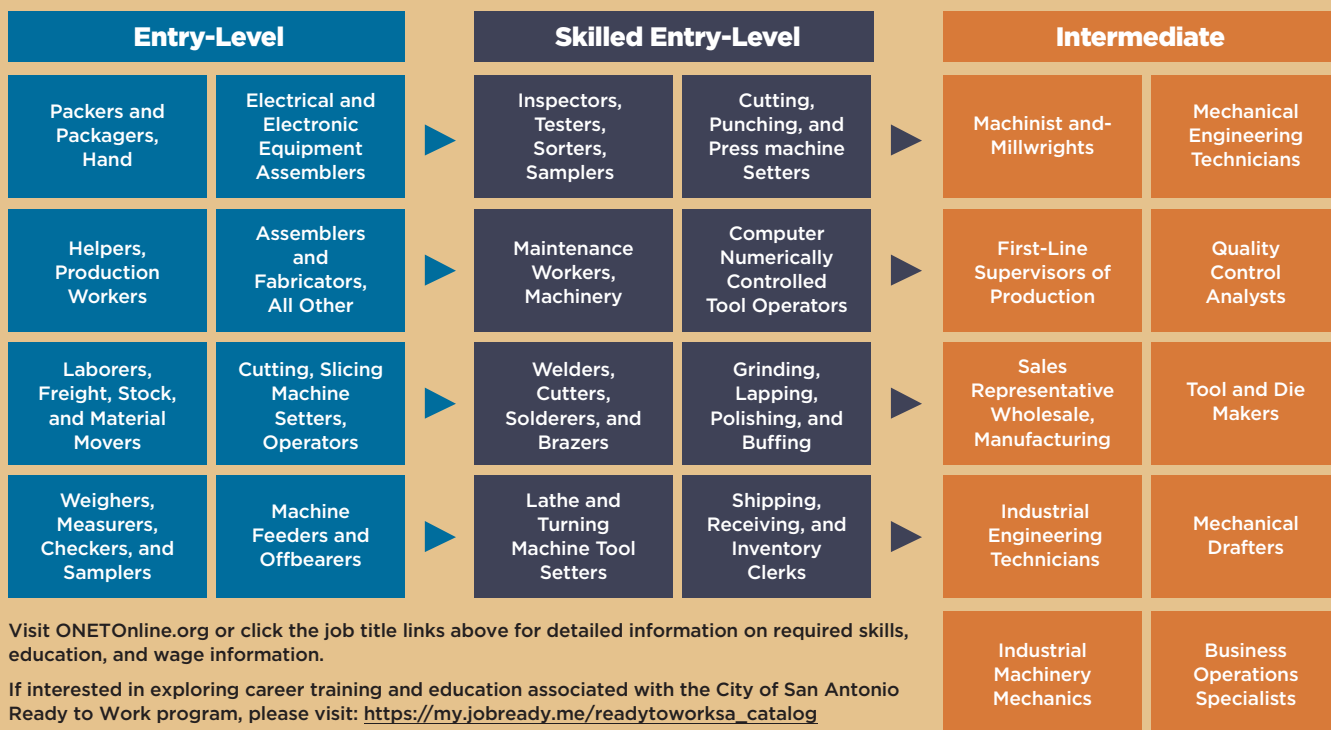 Entry-Level
Skilled Entry-Level
Intermediate
Packers and
Packagers,
Hand
Electrical and
Electronic
Equipment
Assemblers
Inspectors,
Testers,
Sorters,
Samplers
Cutting,
Punching, and
Press machine
Setters
Machinist and-
Millwrights
Mechanical
Engineering
Technicians
Helpers,
Production
Workers
Assemblers
and
Fabricators,
All Other
Maintenance
Workers,
Machinery
Computer
Numerically
Controlled
Tool Operators
First-Line
Supervisors of
Production
Quality
Control
Analysts
Laborers,
Freight, Stock,
and Material
Movers
Cutting, Slicing
Machine
Setters,
Operators
Welders,
Cutters,
Solderers, and
Brazers
Grinding,
Lapping,
Polishing, and
Buffing
Sales
Representative
Wholesale,
Manufacturing
Tool and Die
Makers
Weighers,
Measurers,
Checkers, and
Samplers
Machine
Feeders and
Offbearers
Lathe and
Turning
Machine Tool
Setters
Shipping,
Receiving, and
Inventory
Clerks
Industrial
Engineering
Technicians
Mechanical
Drafters
Industrial
Machinery
Mechanics
Business
Operations
Specialists
Visit ONETOnline.org or click the job title links above for detailed information on required skills,
education, and wage information.
If interested in exploring career training and education associated with the City of San Antonio
Ready to Work program, please visit: https://my.jobready.me/readytoworksa_catalog